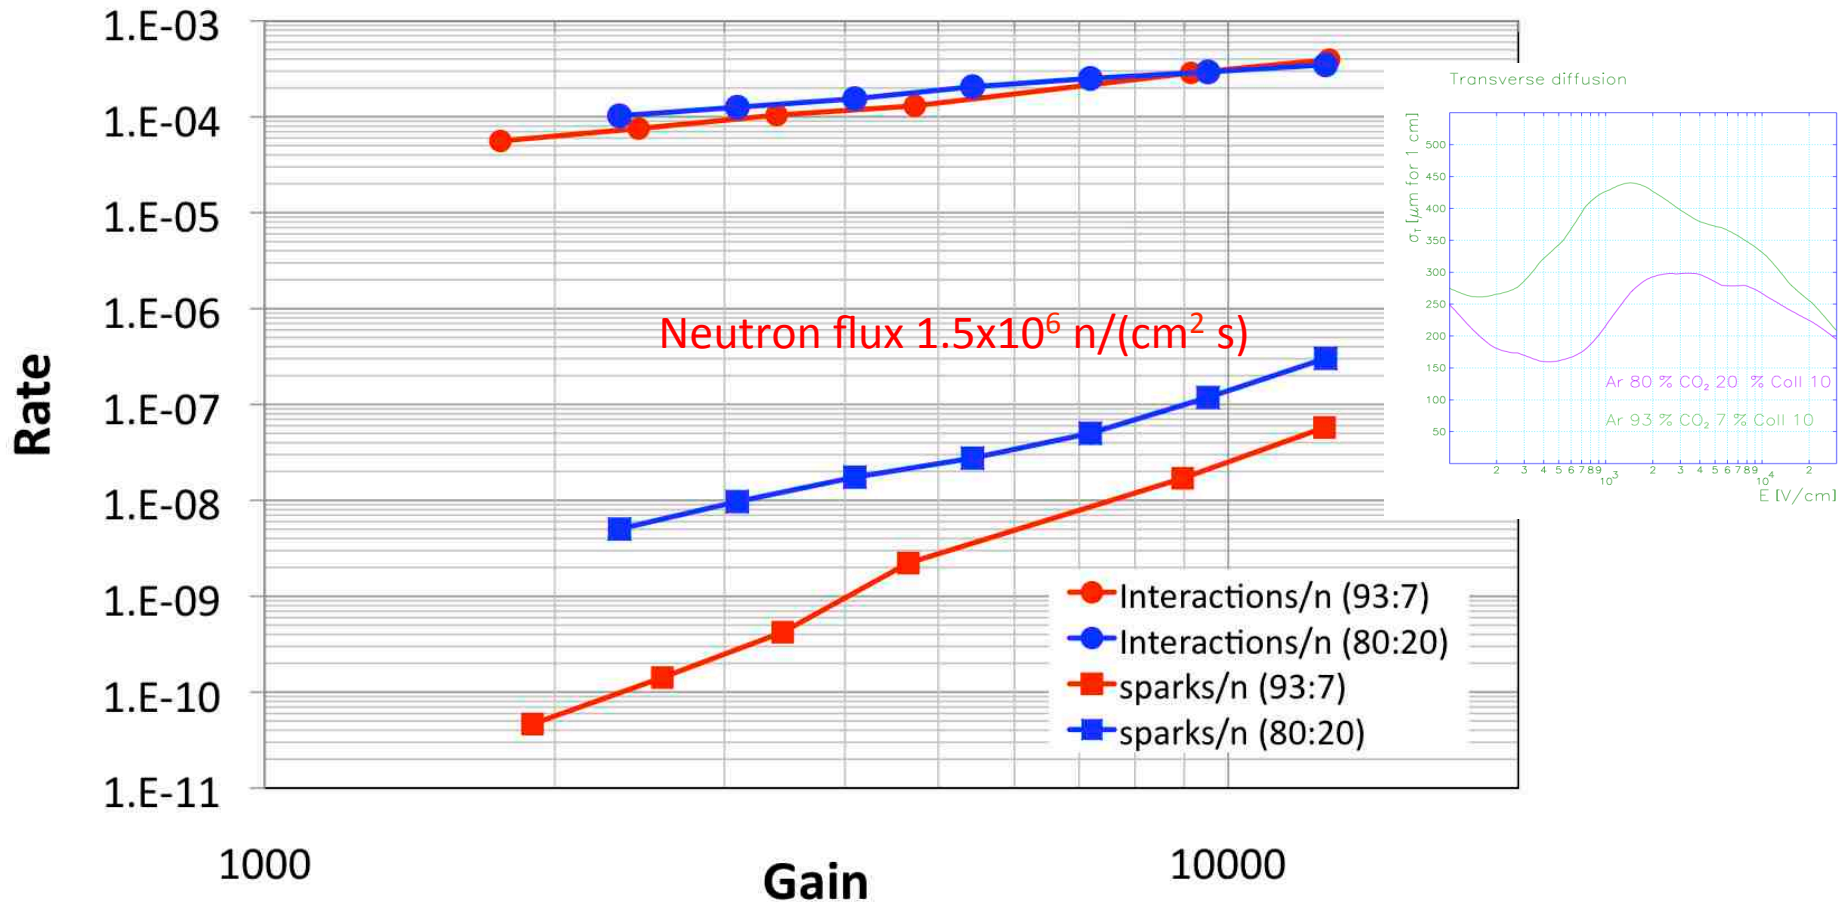 1.E-03
1.E-04
1.E-05
1.E-06
1.E-07
1.E-08
1.E-09
1.E-10
1.E-11
Rate
1000
10000
Gain
Neutron flux 1.5x10⁶ n/(cm² s)
Interactions/n (93:7)
Interactions/n (80:20)
sparks/n (93:7)
sparks/n (80:20)
Transverse diffusion
σT [μm for 1 cm]
500
450
400
350
300
250
200
150
100
50
Ar 80 % CO₂ 20 % Coll 10
Ar 93 % CO₂ 7 % Coll 10
2 3 4 5 6 7 8 9 10³ 2 3 4 5 6 7 8 9 10⁴ 2
E [V/cm]